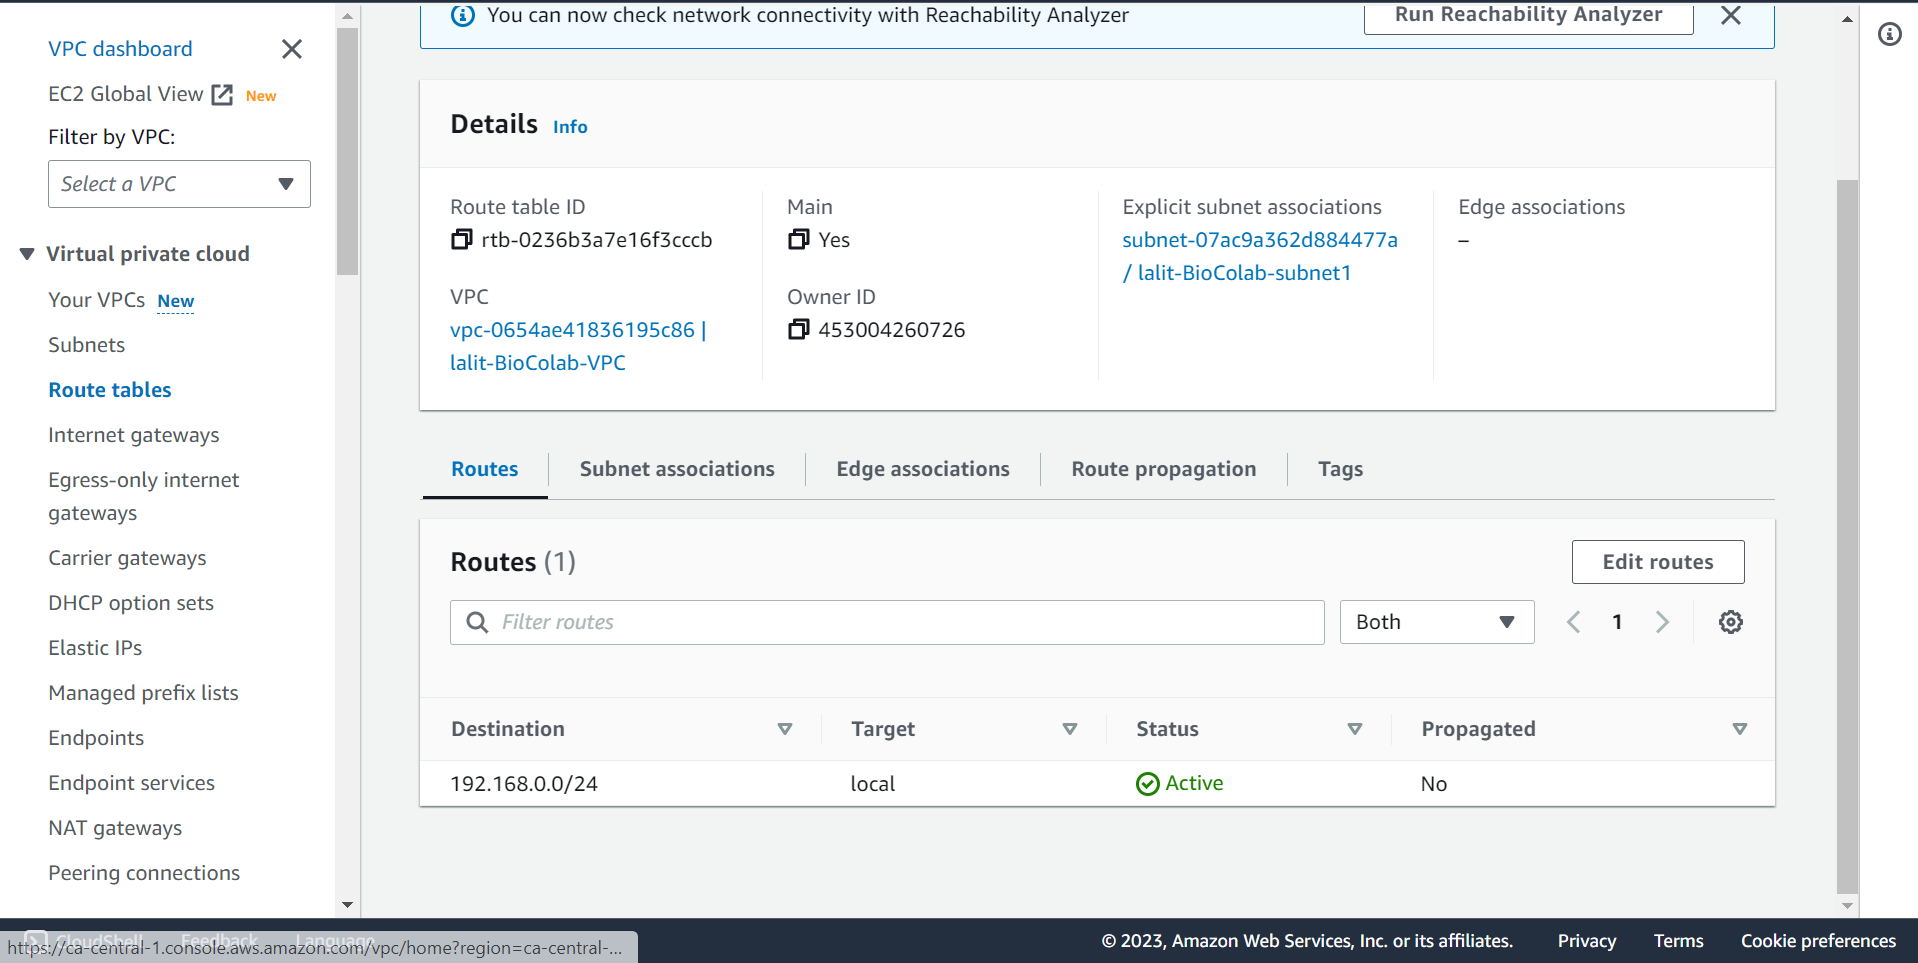 You can now check network connectivity with Reachability Analyzer
Run Reachability Analyzer
VPC dashboard
EC2 Global View New
Filter by VPC:
Select a VPC
Virtual private cloud
Your VPCs New
Subnets
Route tables
Internet gateways
Egress-only internet
gateways
Carrier gateways
DHCP option sets
Elastic IPs
Managed prefix lists
Endpoints
Endpoint services
NAT gateways
Peering connections
Details Info
Route table ID
rtb-0236b3a7e16f3cccb
Main
Yes
Explicit subnet associations
subnet-07ac9a362d884477a
/ lalit-BioColab-subnet1
Edge associations
–
VPC
vpc-0654ae41836195c86 |
lalit-BioColab-VPC
Owner ID
453004260726
Routes Subnet associations Edge associations Route propagation Tags
Routes (1)
Edit routes
Filter routes
Both
1
Destination Target Status Propagated
192.168.0.0/24 local Active No
CloudShell Feedback Language
https://ca-central-1.console.aws.amazon.com/vpc/home?region=ca-central-...
© 2023, Amazon Web Services, Inc. or its affiliates. Privacy Terms Cookie preferences